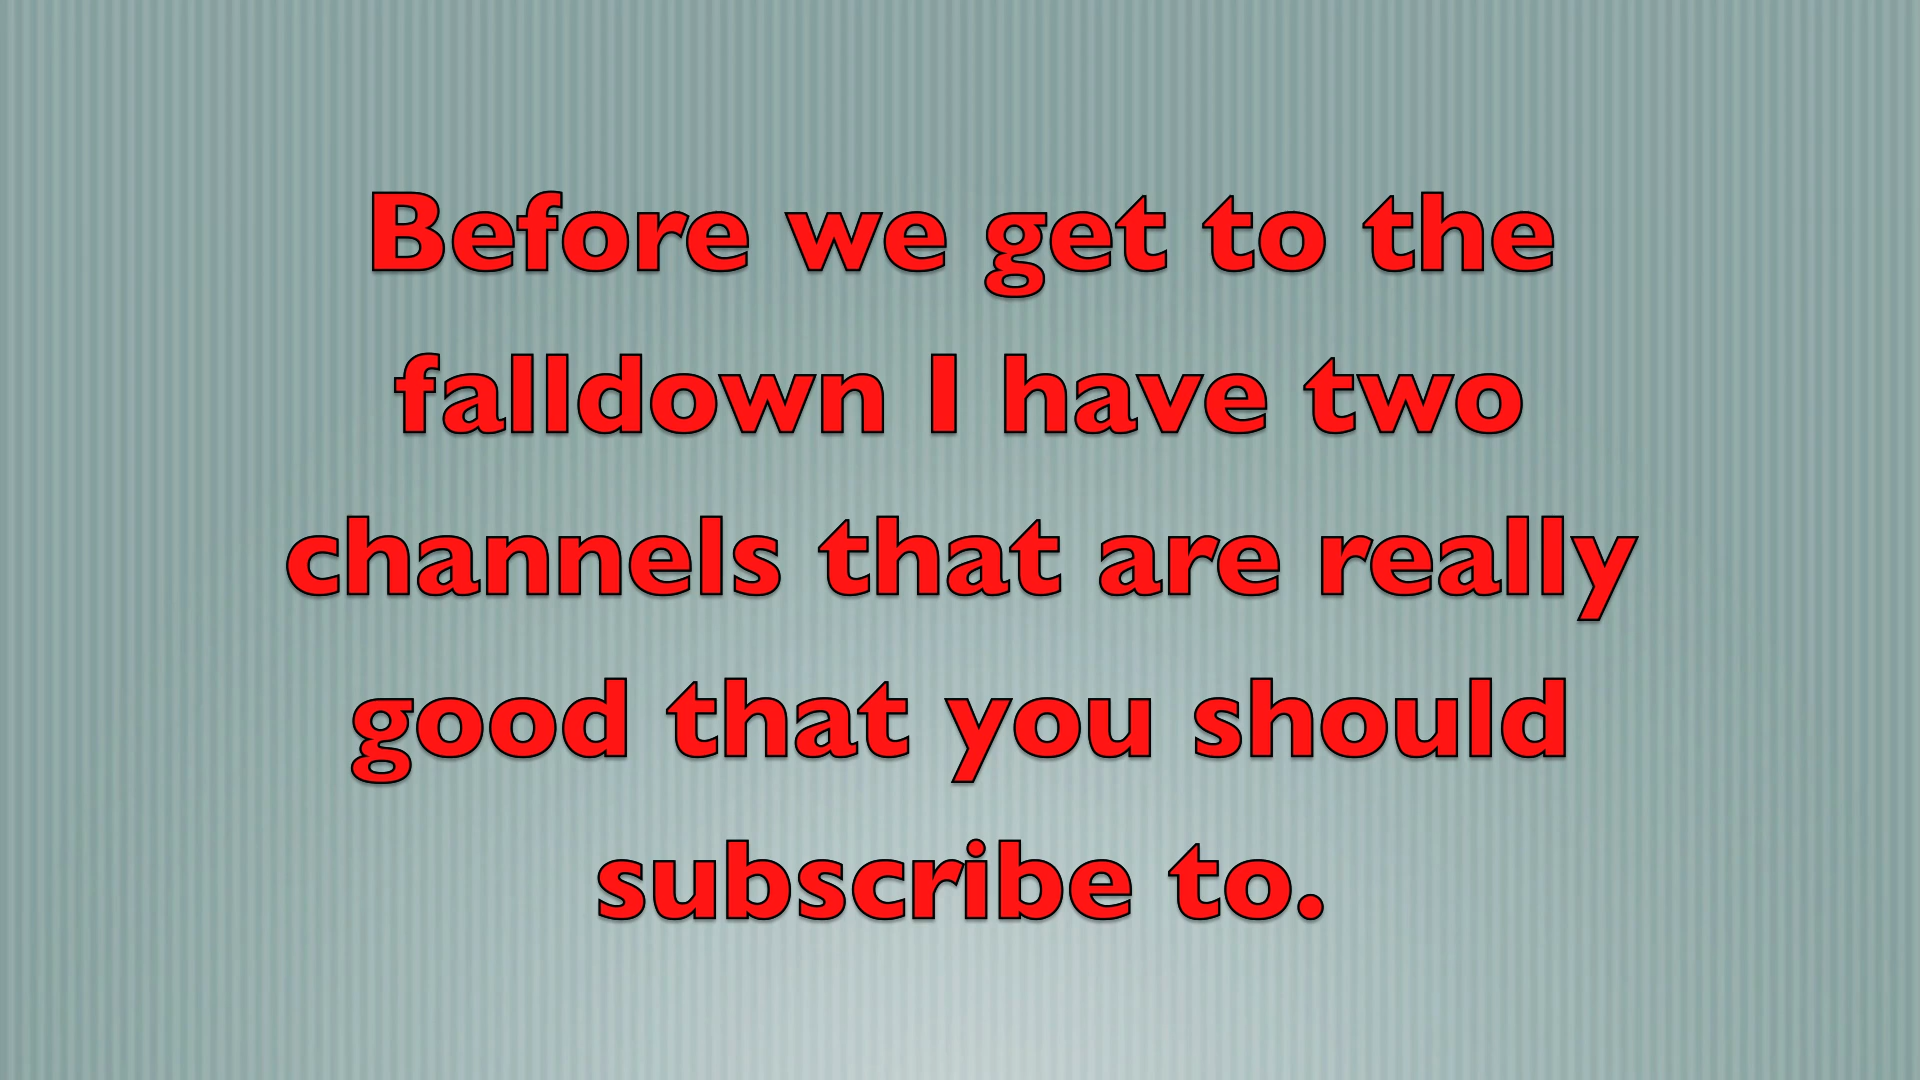 Before we get to the
falldown I have two
channels that are really
good that you should
subscribe to.